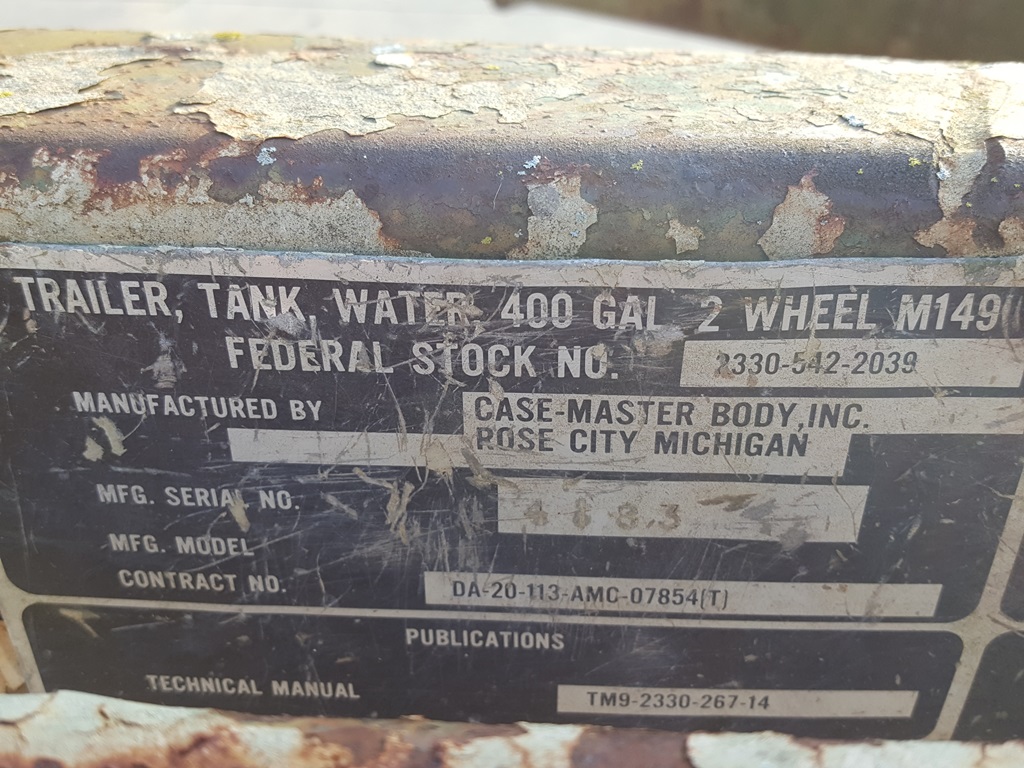 TRAILER, TANK, WATER, 400 GAL 2 WHEEL M149
FEDERAL STOCK NO. 2330-542-2039
MANUFACTURED BY CASE-MASTER BODY, INC.
ROSE CITY MICHIGAN
MFG. SERIAL NO.
MFG. MODEL
CONTRACT NO. DA-20-113-AMC-07854(T)
PUBLICATIONS
TECHNICAL MANUAL TM9-2330-267-14